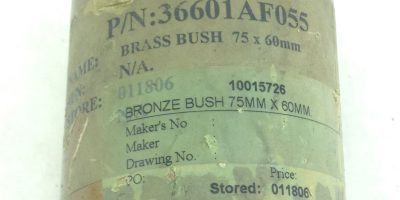 P/N:36601AF055
NAME: BRASS BUSH 75 x 60mm
N/A.
STORE: 011806
10015726
BRONZE BUSH 75MM X 60MM
Maker's No :
Maker
Drawing No. :
PO: Price:
Stored: 011806